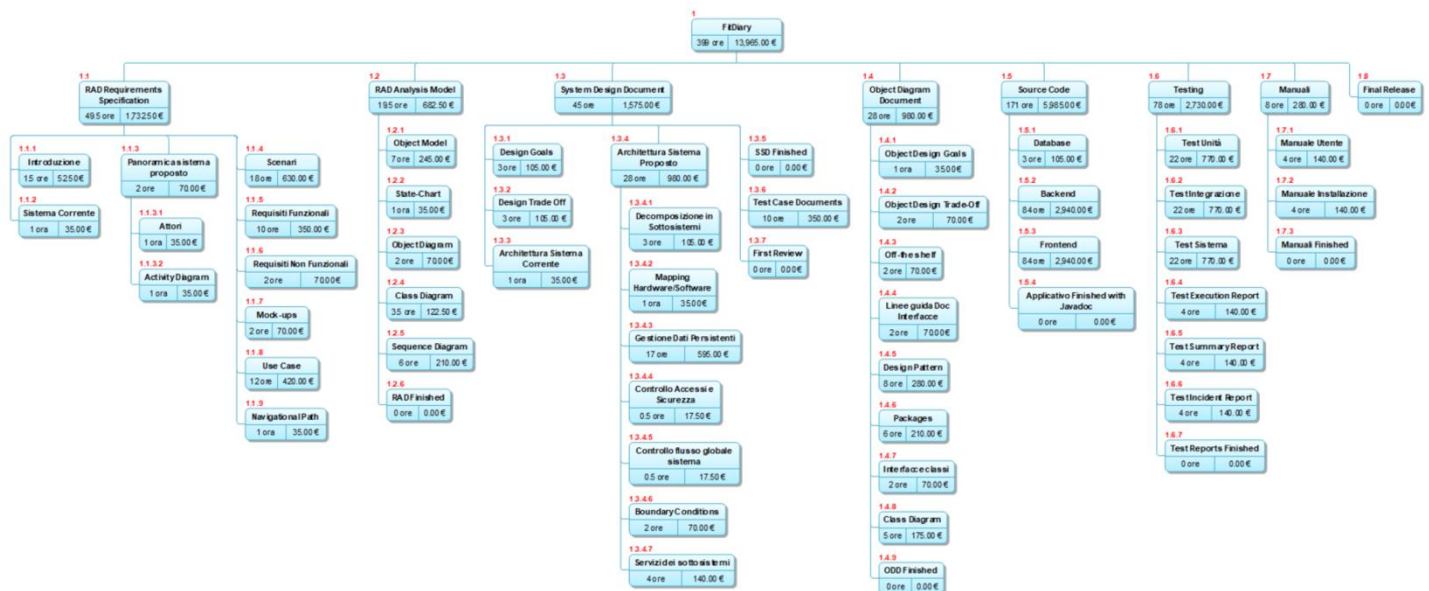 1
FitDiary
399 ore 13,965.00 €
1.1
RAD Requirements
Specification
49.5 ore 1,732.50 €
1.1.1
Introduzione
1.5 ore 52.50 €
1.1.2
Sistema Corrente
1 ora 35.00 €
1.1.3
Panoramica sistema
proposto
2 ore 70.00 €
1.1.3.1
Attori
1 ora 35.00 €
1.1.3.2
Activity Diagram
1 ora 35.00 €
1.1.4
Scenari
18 ore 630.00 €
1.1.5
Requisiti Funzionali
10 ore 350.00 €
1.1.6
Requisiti Non Funzionali
2 ore 70.00 €
1.1.7
Mock-ups
2 ore 70.00 €
1.1.8
Use Case
12 ore 420.00 €
1.1.9
Navigational Path
1 ora 35.00 €
1.2
RAD Analysis Model
19.5 ore 682.50 €
1.2.1
Object Model
7 ore 245.00 €
1.2.2
State-Chart
1 ora 35.00 €
1.2.3
Object Diagram
2 ore 70.00 €
1.2.4
Class Diagram
3.5 ore 122.50 €
1.2.5
Sequence Diagram
6 ore 210.00 €
1.2.6
RAD Finished
0 ore 0.00 €
1.3
System Design Document
45 ore 1,575.00 €
1.3.1
Design Goals
3 ore 105.00 €
1.3.2
Design Trade Off
3 ore 105.00 €
1.3.3
Architettura Sistema
Corrente
1 ora 35.00 €
1.3.4
Architettura Sistema
Proposto
28 ore 980.00 €
1.3.4.1
Decomposizione in
Sottosistemi
3 ore 105.00 €
1.3.4.2
Mapping
Hardware/Software
1 ora 35.00 €
1.3.4.3
Gestione Dati Persistenti
17 ore 595.00 €
1.3.4.4
Controllo Accessi e
Sicurezza
0.5 ore 17.50 €
1.3.4.5
Controllo flusso globale
sistema
0.5 ore 17.50 €
1.3.4.6
Boundary Conditions
2 ore 70.00 €
1.3.4.7
Servizi dei sottosistemi
4 ore 140.00 €
1.3.5
SSD Finished
0 ore 0.00 €
1.3.6
Test Case Documents
10 ore 350.00 €
1.3.7
First Review
0 ore 0.00 €
1.4
Object Diagram
Document
28 ore 980.00 €
1.4.1
Object Design Goals
1 ora 35.00 €
1.4.2
Object Design Trade-Off
2 ore 70.00 €
1.4.3
Off-the shelf
2 ore 70.00 €
1.4.4
Linee guida Doc
Interfacce
2 ore 70.00 €
1.4.5
Design Pattern
8 ore 280.00 €
1.4.6
Packages
6 ore 210.00 €
1.4.7
Interfacce classi
2 ore 70.00 €
1.4.8
Class Diagram
5 ore 175.00 €
1.4.9
ODD Finished
0 ore 0.00 €
1.5
Source Code
171 ore 5,985.00 €
1.5.1
Database
3 ore 105.00 €
1.5.2
Backend
84 ore 2,940.00 €
1.5.3
Frontend
84 ore 2,940.00 €
1.5.4
Applicativo Finished with
Javadoc
0 ore 0.00 €
1.6
Testing
78 ore 2,730.00 €
1.6.1
Test Unità
22 ore 770.00 €
1.6.2
Test Integrazione
22 ore 770.00 €
1.6.3
Test Sistema
22 ore 770.00 €
1.6.4
Test Execution Report
4 ore 140.00 €
1.6.5
Test Summary Report
4 ore 140.00 €
1.6.6
Test Incident Report
4 ore 140.00 €
1.6.7
Test Reports Finished
0 ore 0.00 €
1.7
Manuali
8 ore 280.00 €
1.7.1
Manuale Utente
4 ore 140.00 €
1.7.2
Manuale Installazione
4 ore 140.00 €
1.7.3
Manuali Finished
0 ore 0.00 €
1.8
Final Release
0 ore 0.00 €